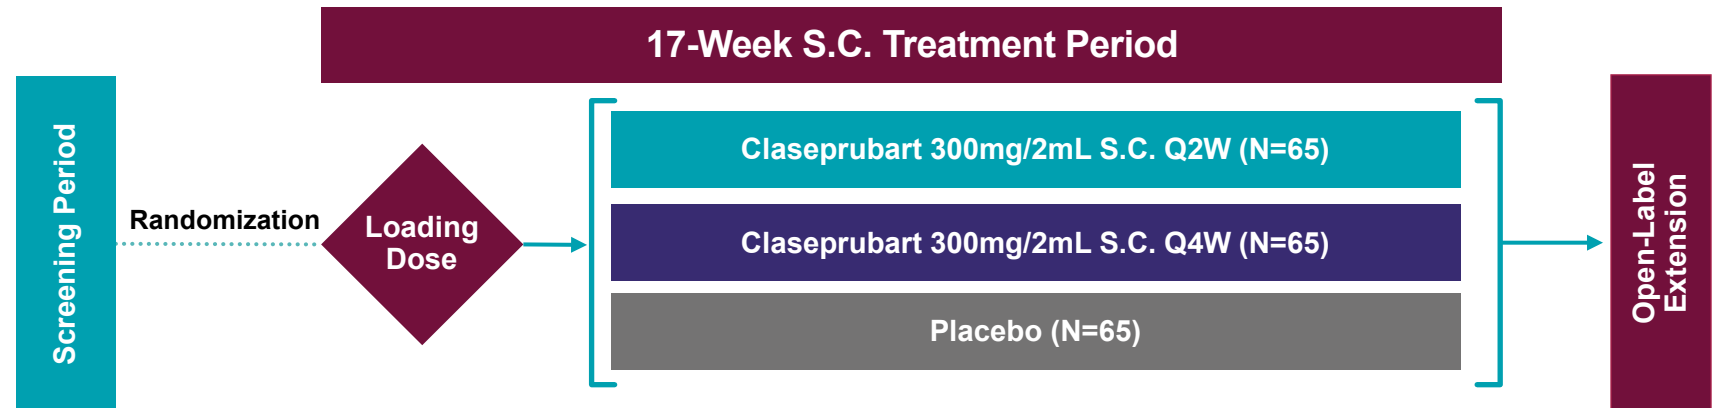 17-Week S.C. Treatment Period
Screening Period
Randomization
Loading
Dose
Claseprubart 300mg/2mL S.C. Q2W (N=65)
Claseprubart 300mg/2mL S.C. Q4W (N=65)
Placebo (N=65)
Open-Label
Extension